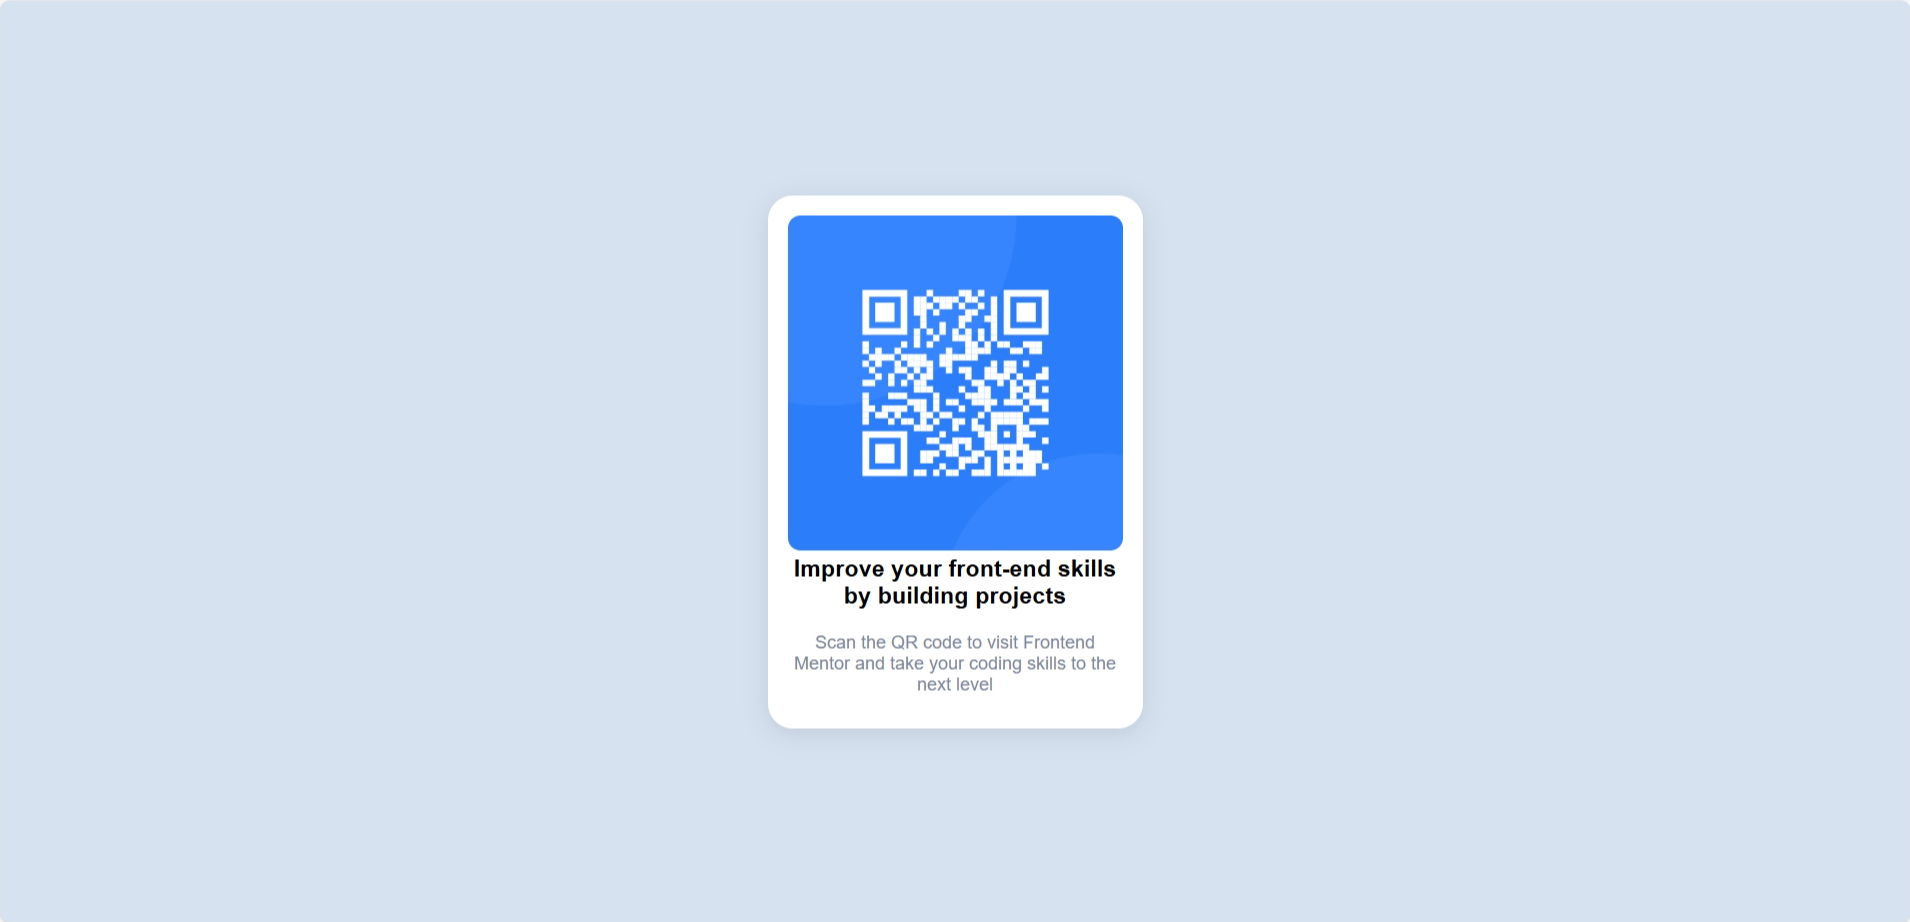 Improve your front-end skills
by building projects
Scan the QR code to visit Frontend
Mentor and take your coding skills to the
next level